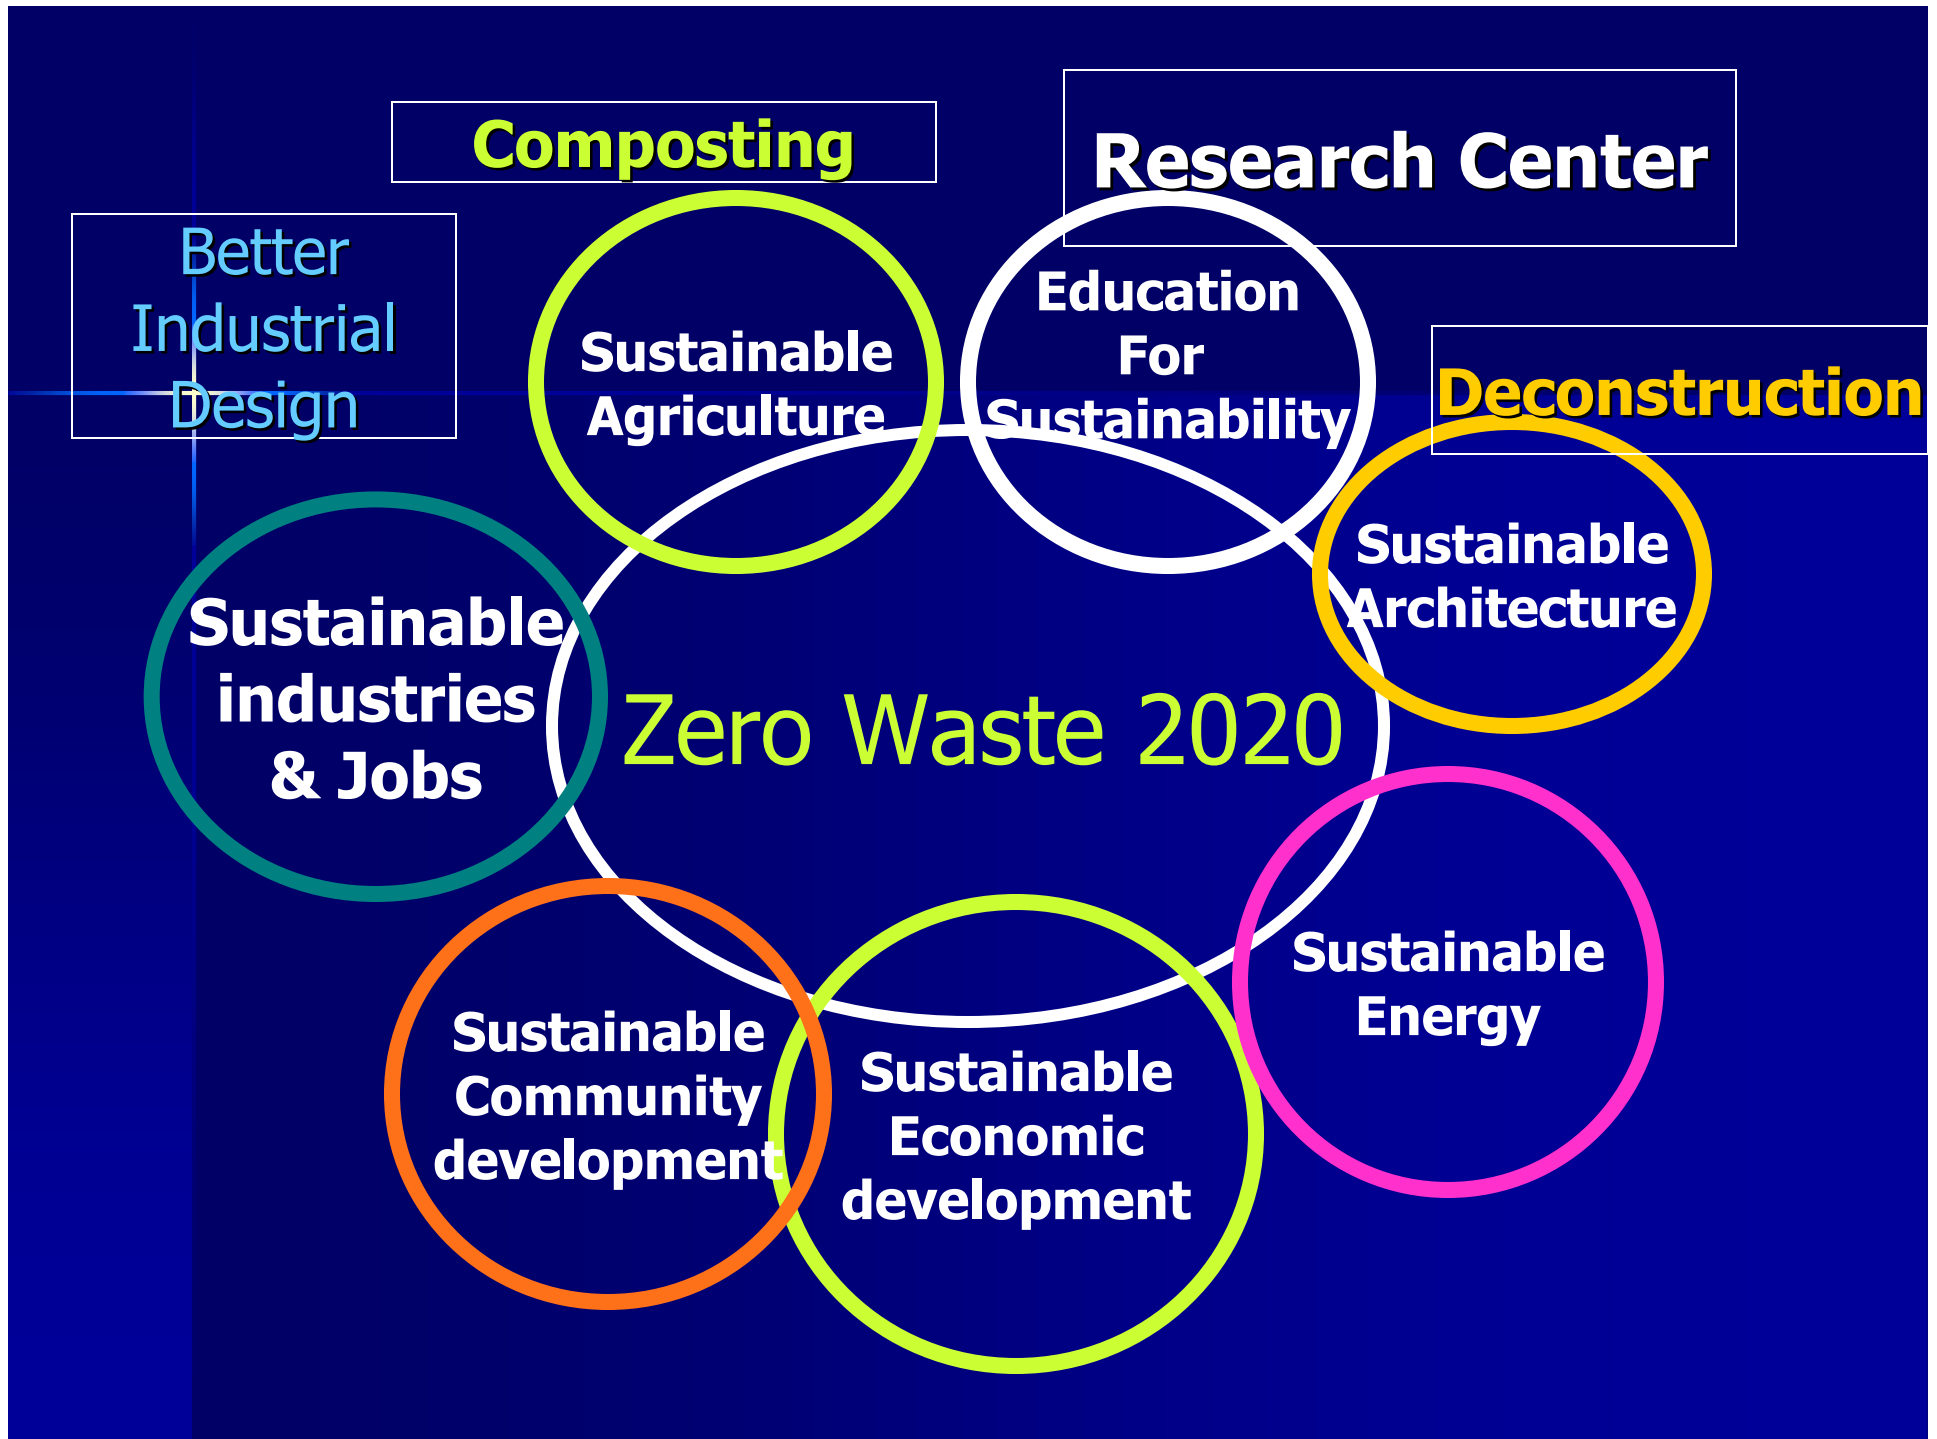 Composting
Research Center
Better
Industrial
Design
Education
For
Sustainability
Sustainable
Agriculture
Deconstruction
Sustainable
Architecture
Sustainable
industries
& Jobs
Zero Waste 2020
Sustainable
Energy
Sustainable
Community
development
Sustainable
Economic
development